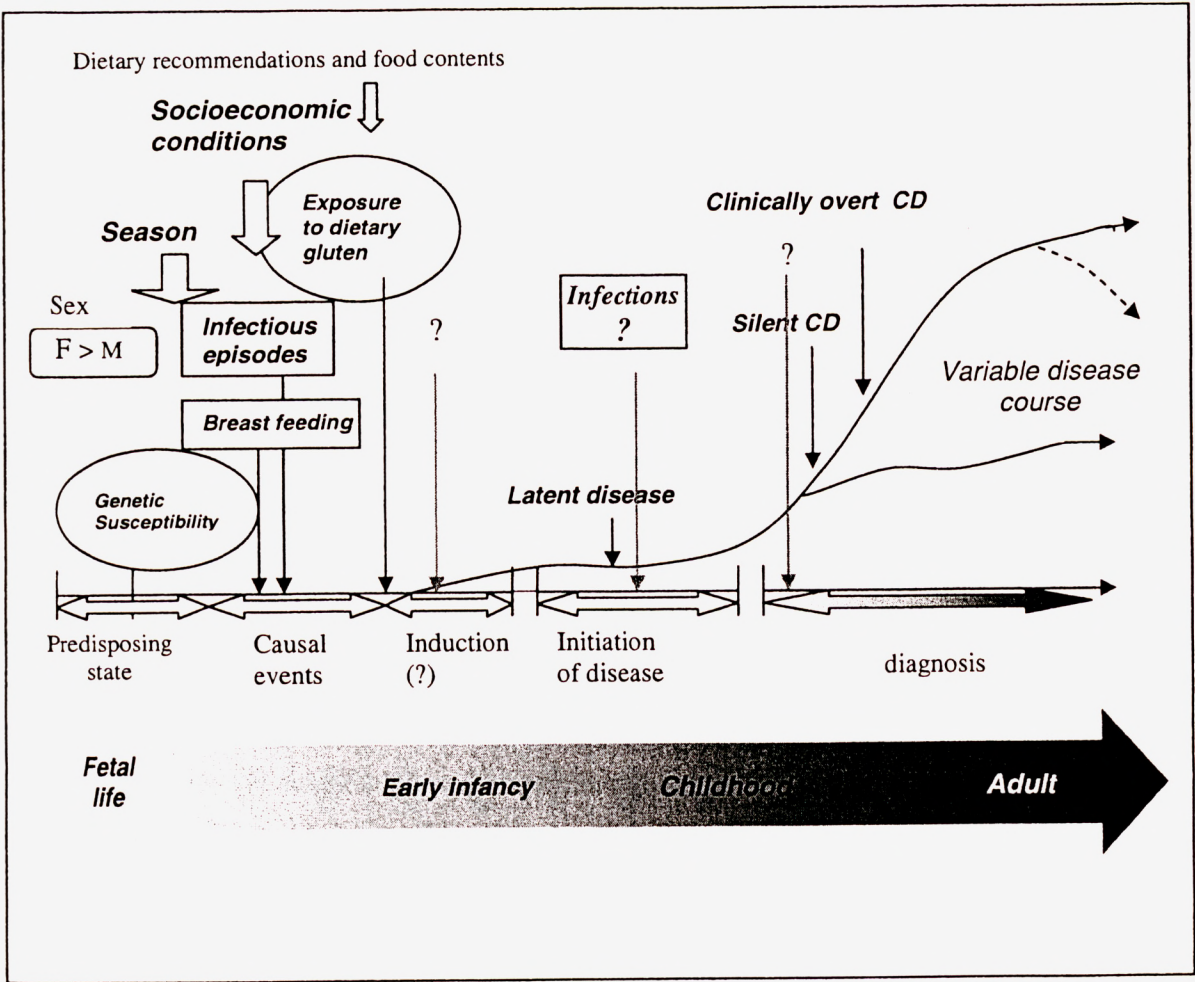 Dietary recommendations and food contents
Socioeconomic
conditions
Exposure
to dietary
gluten
Season
Sex
F > M
Infectious
episodes
Breast feeding
Genetic
Susceptibility
?
Infections
?
Latent disease
Clinically overt CD
?
Silent CD
Variable disease
course
Predisposing
state
Causal
events
Induction
(?)
Initiation
of disease
diagnosis
Fetal
life
Early infancy
Childhood
Adult